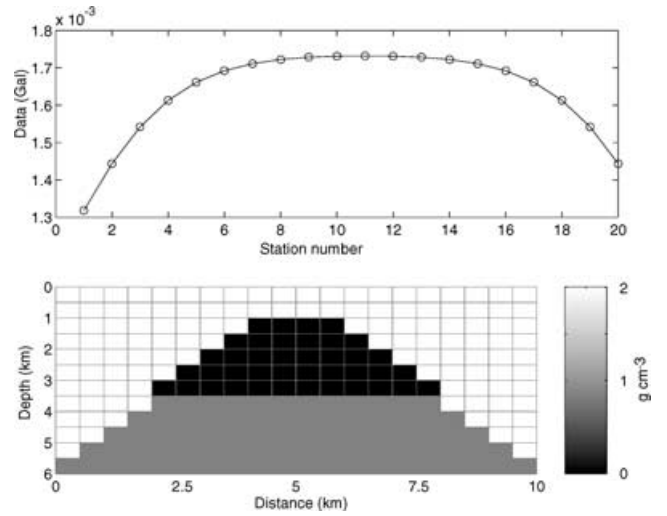 x 10⁻³
1.8
1.7
1.6
1.5
1.4
1.3
Data (Gal)
0 2 4 6 8 10 12 14 16 18 20
Station number
0
1
2
3
4
5
6
Depth (km)
0 2.5 5 7.5 10
Distance (km)
2
1
0
g cm-3